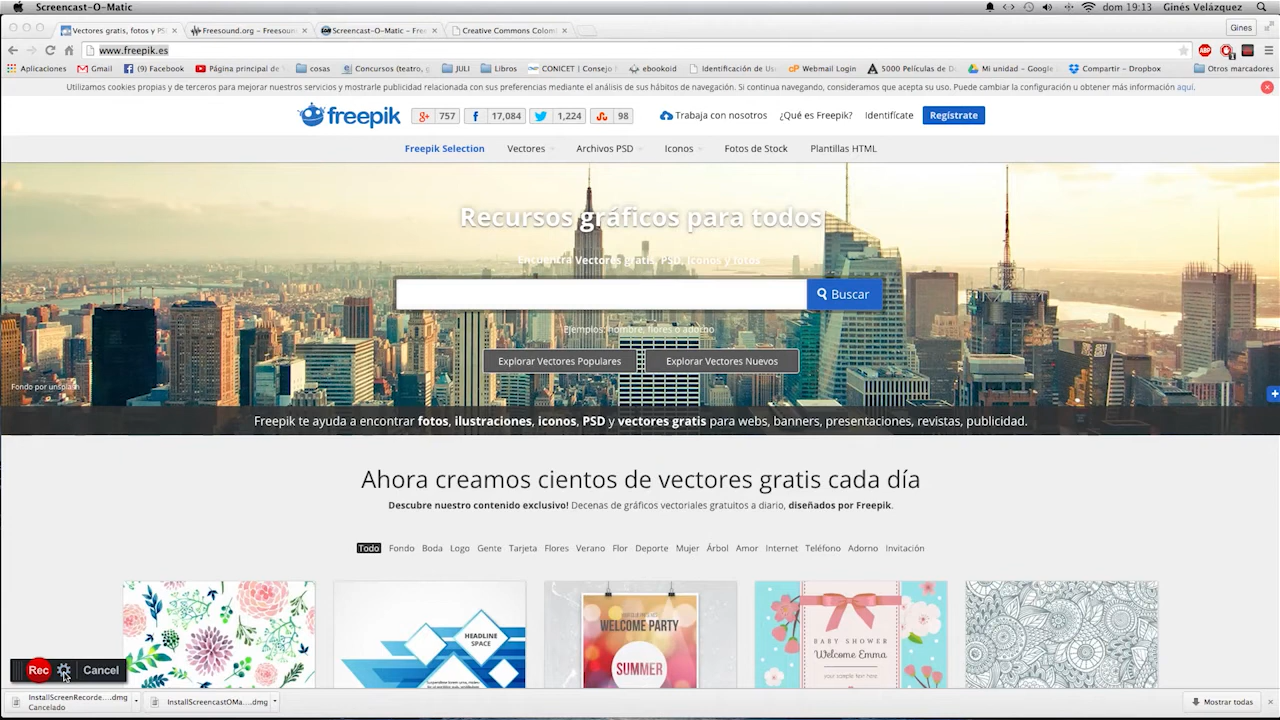 Screencast-O-Matic
dom 19:13 Ginés Velázquez
Vectores gratis, fotos y PS
Freesound.org - Freesoun
Screencast-O-Matic - Free
Creative Commons Colom
Gines
www.freepik.es
Aplicaciones Gmail (9) Facebook Página principal de cosas Concursos (teatro, g JULI Libros CONICET | Consejo ebookoid Identificación de Us Webmail Login 5000 Películas de D Mi unidad - Google Compartir - Dropbox Otros marcadores
Utilizamos cookies propias y de terceros para mejorar nuestros servicios y mostrarle publicidad relacionada con sus preferencias mediante el análisis de sus hábitos de navegación. Si continua navegando, consideramos que acepta su uso. Puede cambiar la configuración u obtener más información aquí.
freepik 757 17,084 1,224 98 Trabaja con nosotros ¿Qué es Freepik? Identifícate Regístrate
Freepik Selection Vectores Archivos PSD Iconos Fotos de Stock Plantillas HTML
Recursos gráficos para todos
Encuentra Vectores gratis, PSD, Iconos y fotos
Buscar
Ejemplos: hombre, flores o adorno
Explorar Vectores Populares Explorar Vectores Nuevos
Fondo por unsplash
Freepik te ayuda a encontrar fotos, ilustraciones, iconos, PSD y vectores gratis para webs, banners, presentaciones, revistas, publicidad.
Ahora creamos cientos de vectores gratis cada día
Descubre nuestro contenido exclusivo! Decenas de gráficos vectoriales gratuitos a diario, diseñados por Freepik.
Todo Fondo Boda Logo Gente Tarjeta Flores Verano Flor Deporte Mujer Árbol Amor Internet Teléfono Adorno Invitación
HEADLINE
SPACE
WELCOME PARTY
SUMMER
BABY SHOWER
Welcome Emma
Rec Cancel
InstallScreenRecorde....dmg
Cancelado
InstallScreencastOMa....dmg
Mostrar todas